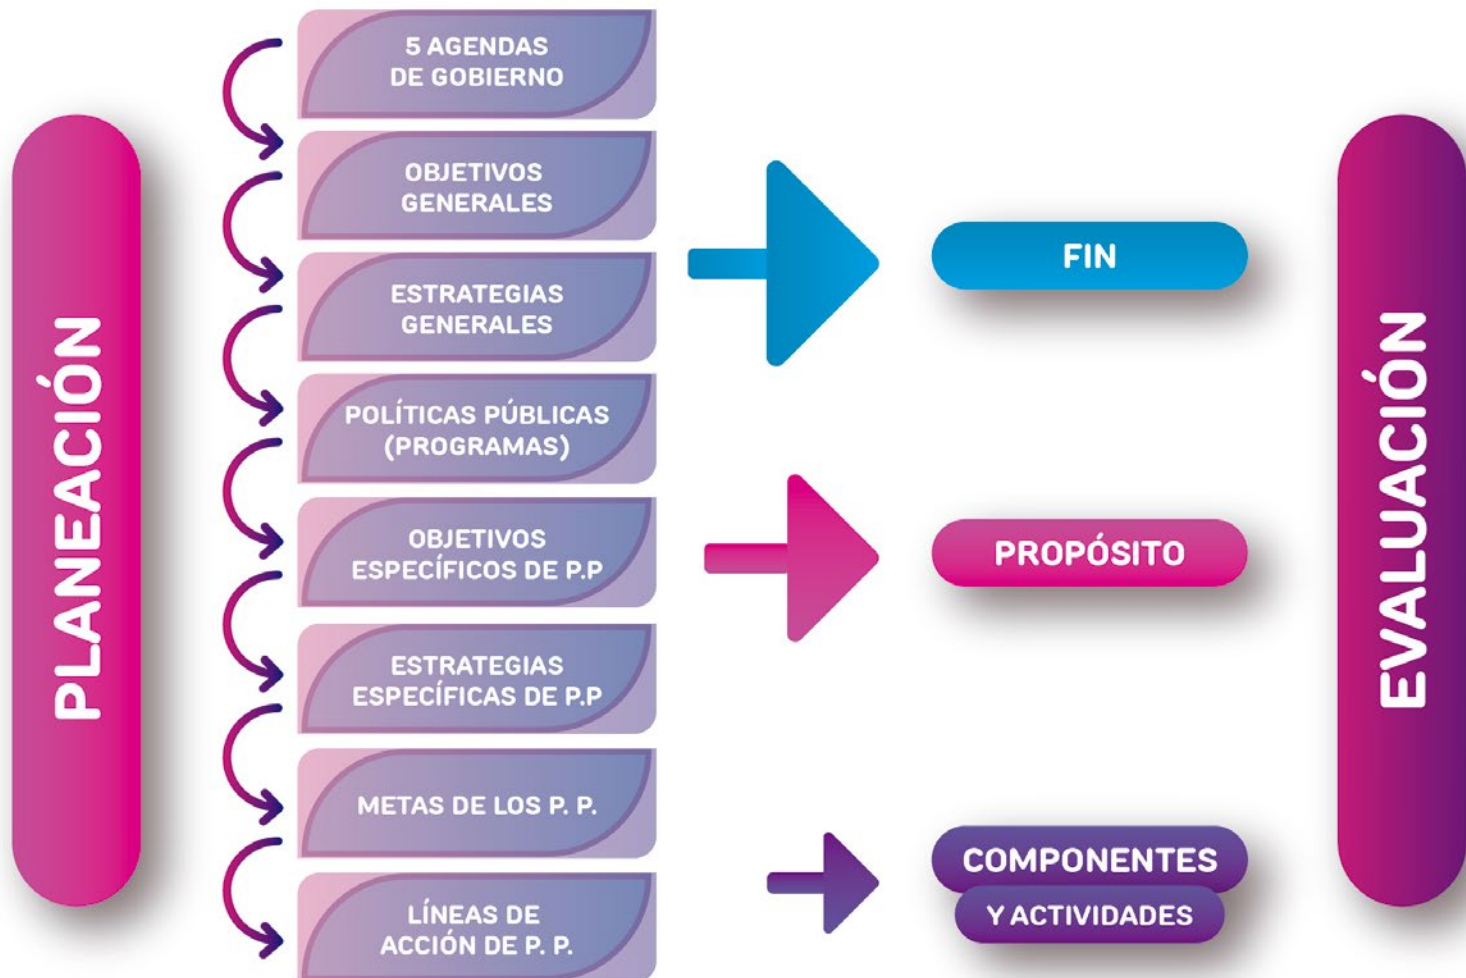 PLANEACIÓN
5 AGENDAS
DE GOBIERNO
OBJETIVOS
GENERALES
ESTRATEGIAS
GENERALES
POLÍTICAS PÚBLICAS
(PROGRAMAS)
OBJETIVOS
ESPECÍFICOS DE P.P
ESTRATEGIAS
ESPECÍFICAS DE P.P
METAS DE LOS P. P.
LÍNEAS DE
ACCIÓN DE P. P.
FIN
PROPÓSITO
COMPONENTES
Y ACTIVIDADES
EVALUACIÓN